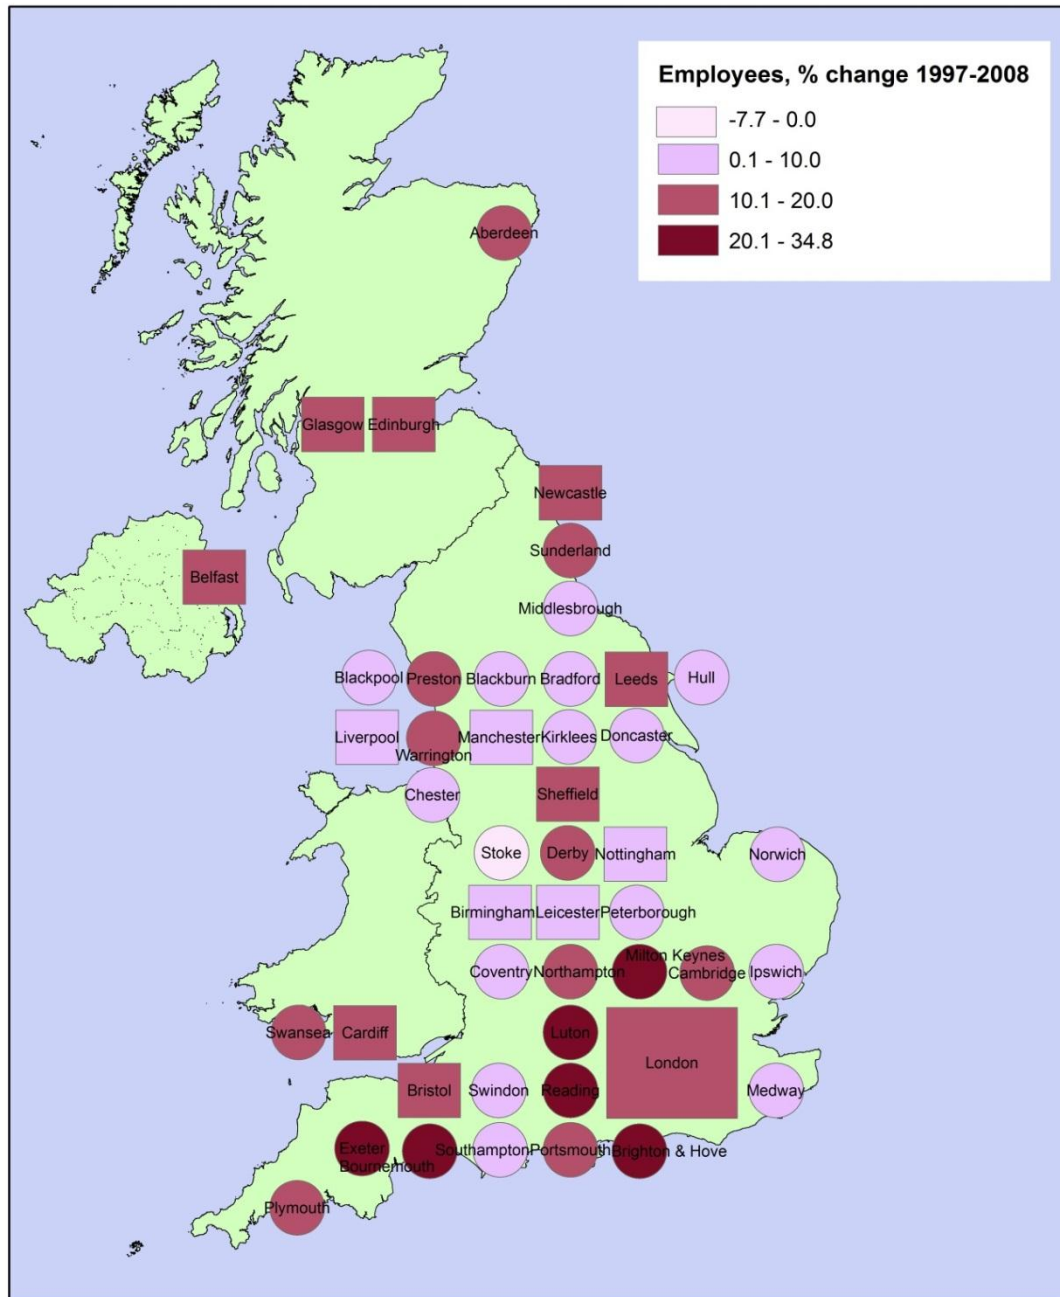 Employees, % change 1997-2008
-7.7 - 0.0
0.1 - 10.0
10.1 - 20.0
20.1 - 34.8
Aberdeen
Glasgow
Edinburgh
Newcastle
Sunderland
Belfast
Middlesbrough
Blackpool
Preston
Blackburn
Bradford
Leeds
Hull
Liverpool
Warrington
Manchester
Kirklees
Doncaster
Chester
Sheffield
Stoke
Derby
Nottingham
Norwich
Birmingham
Leicester
Peterborough
Coventry
Northampton
Milton Keynes
Cambridge
Ipswich
Swansea
Cardiff
Luton
London
Bristol
Swindon
Reading
Medway
Exeter
Bournemouth
Southampton
Portsmouth
Brighton & Hove
Plymouth